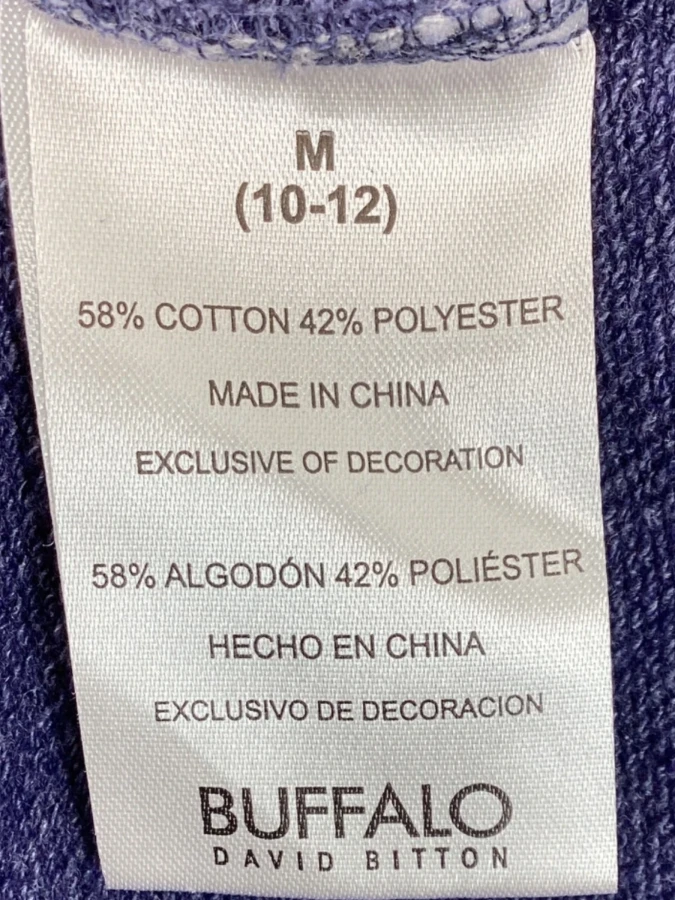 M
(10-12)
58% COTTON 42% POLYESTER
MADE IN CHINA
EXCLUSIVE OF DECORATION
58% ALGODÓN 42% POLIÉSTER
HECHO EN CHINA
EXCLUSIVO DE DECORACION
BUFFALO
DAVID BITTON